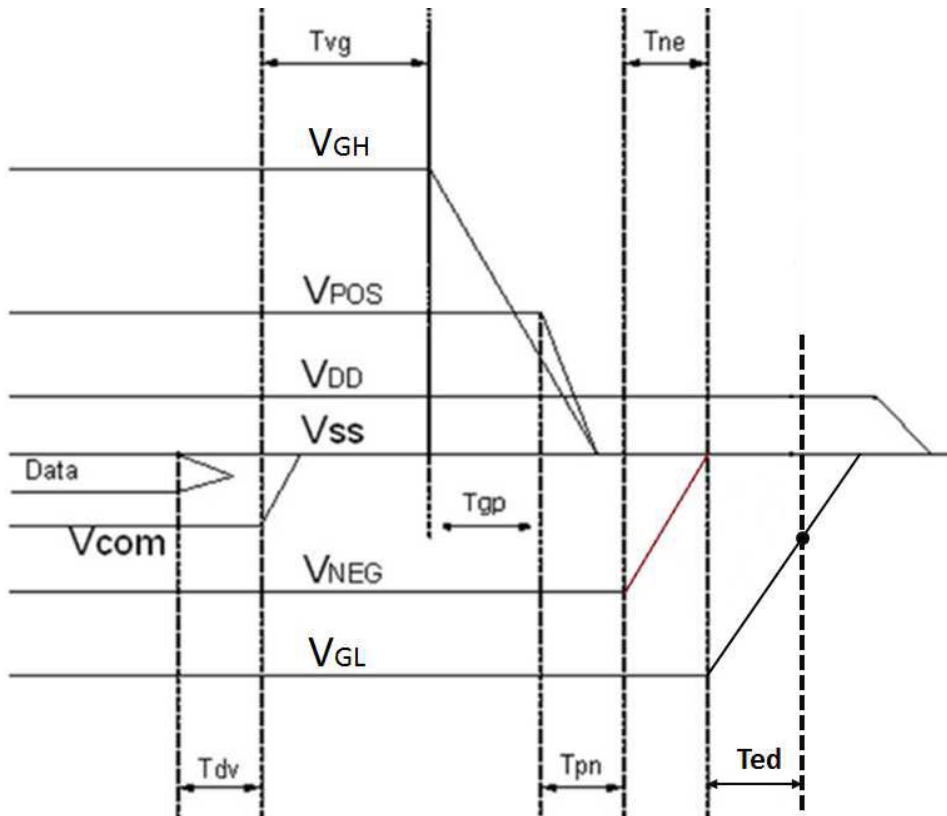 Tvg
Tne
VGH
VPOS
VDD
Vss
Data
Tgp
Vcom
VNEG
VGL
Tdv
Tpn
Ted